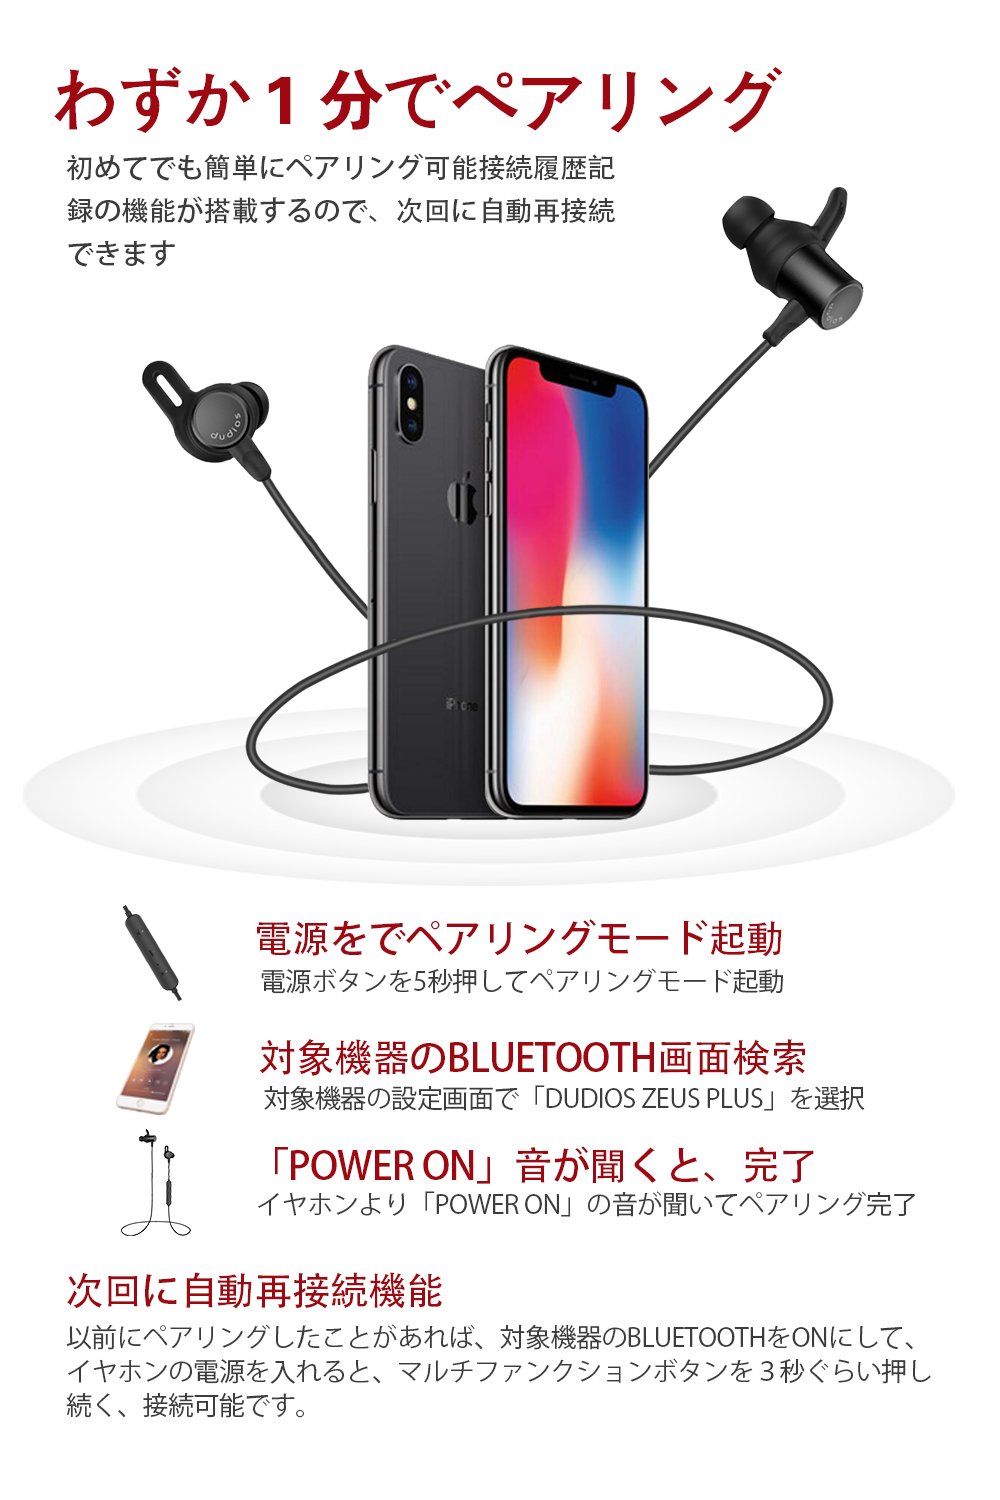 わずか1分でペアリング
初めてでも簡単にペアリング可能接続履歴記
録の機能が搭載するので、次回に自動再接続
できます
dudios
dudios
iPhone
電源をでペアリングモード起動
電源ボタンを5秒押してペアリングモード起動
対象機器のBLUETOOTH画面検索
対象機器の設定画面で「DUDIOS ZEUS PLUS」を選択
「POWER ON」音が聞くと、完了
イヤホンより「POWER ON」の音が聞いてペアリング完了
次回に自動再接続機能
以前にペアリングしたことがあれば、対象機器のBLUETOOTHをONにして、
イヤホンの電源を入れると、マルチファンクションボタンを3秒ぐらい押し
続く、接続可能です。